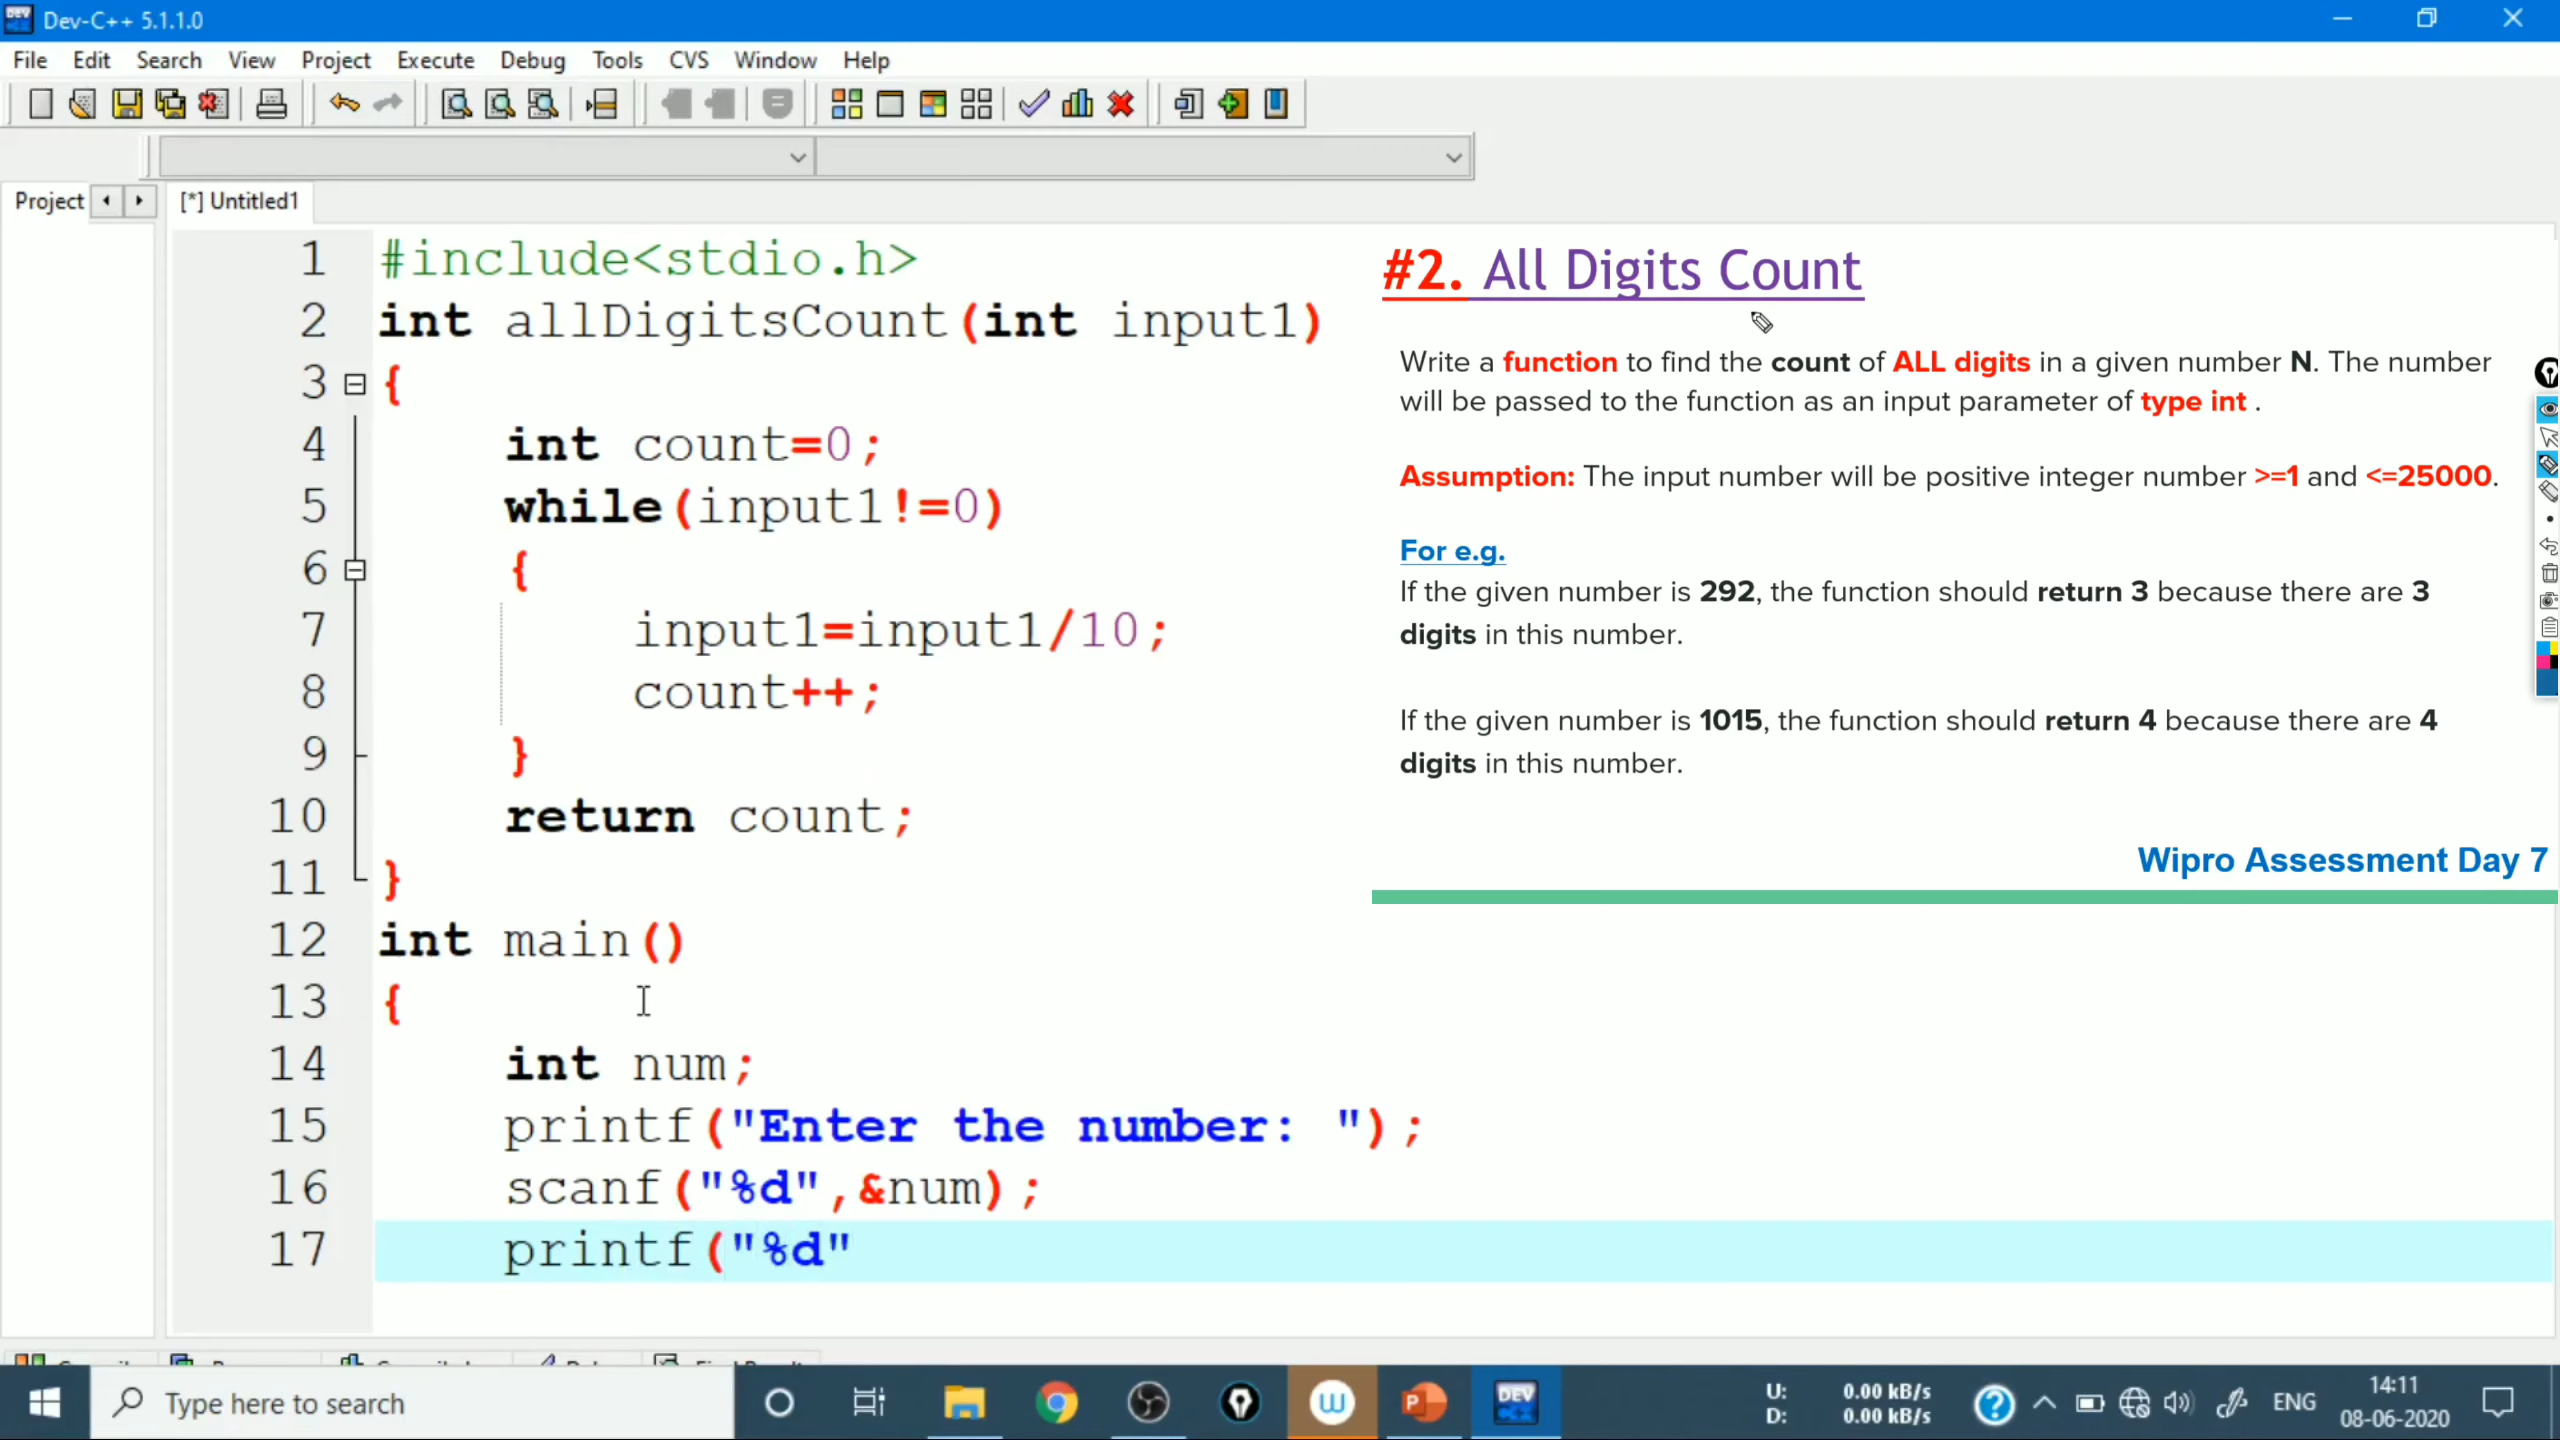 Dev-C++ 5.1.1.0
File Edit Search View Project Execute Debug Tools CVS Window Help
Project
[*] Untitled1
1 #include<stdio.h>
2 int allDigitsCount(int input1)
3 {
4 int count=0;
5 while(input1!=0)
6 {
7 input1=input1/10;
8 count++;
9 }
10 return count;
11 }
12 int main()
13 {
14 int num;
15 printf("Enter the number: ");
16 scanf("%d",&num);
17 printf("%d"
#2. All Digits Count
Write a function to find the count of ALL digits in a given number N. The number
will be passed to the function as an input parameter of type int .
Assumption: The input number will be positive integer number >=1 and <=25000.
For e.g.
If the given number is 292, the function should return 3 because there are 3
digits in this number.
If the given number is 1015, the function should return 4 because there are 4
digits in this number.
Wipro Assessment Day 7
Type here to search
DEV
U: 0.00 kB/s
D: 0.00 kB/s
ENG
14:11
08-06-2020